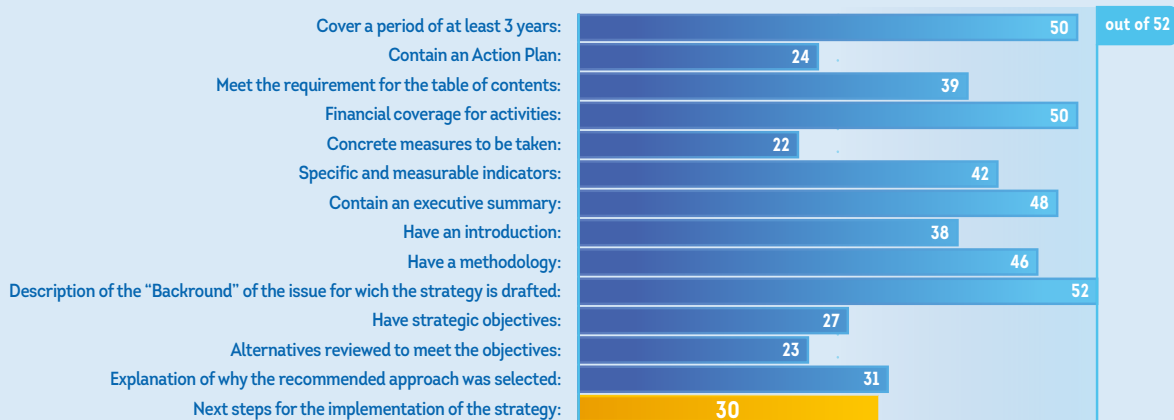 Cover a period of at least 3 years: 50 out of 52
Contain an Action Plan: 24
Meet the requirement for the table of contents: 39
Financial coverage for activities: 50
Concrete measures to be taken: 22
Specific and measurable indicators: 42
Contain an executive summary: 48
Have an introduction: 38
Have a methodology: 46
Description of the “Backround” of the issue for wich the strategy is drafted: 52
Have strategic objectives: 27
Alternatives reviewed to meet the objectives: 23
Explanation of why the recommended approach was selected: 31
Next steps for the implementation of the strategy: 30